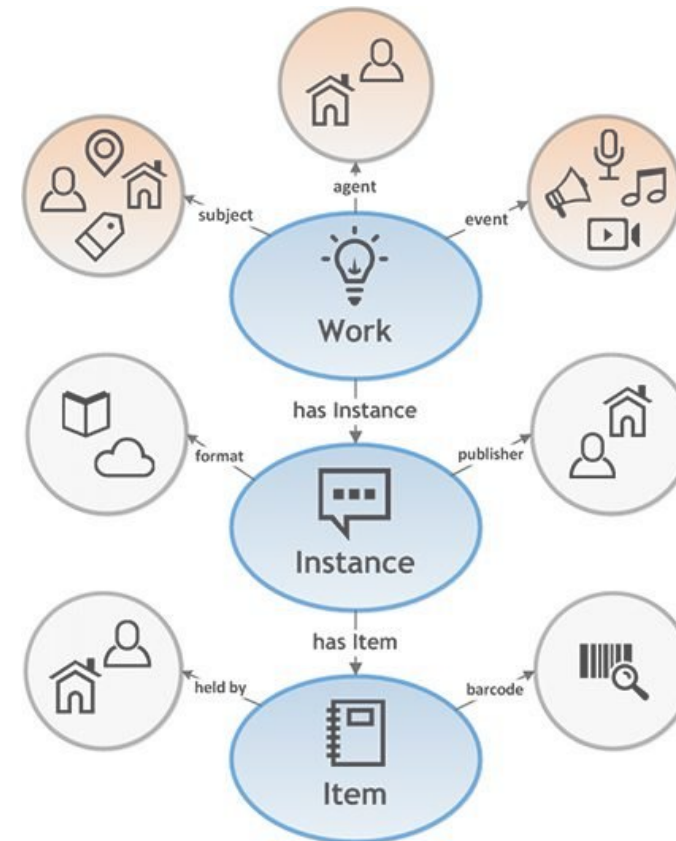 agent
subject
event
Work
has Instance
format
publisher
Instance
has Item
held by
barcode
Item